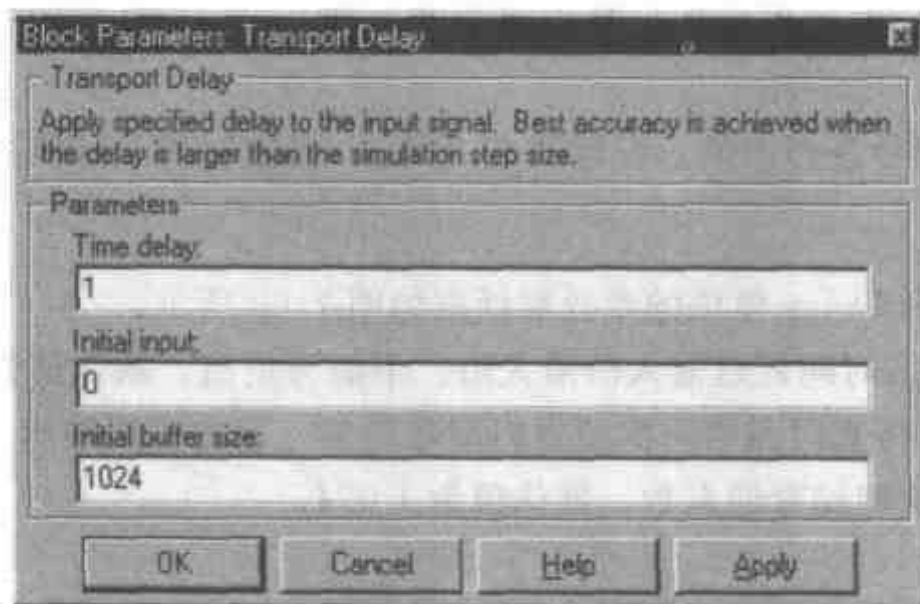 Block Parameters: Transport Delay
Transport Delay
Apply specified delay to the input signal. Best accuracy is achieved when
the delay is larger than the simulation step size.
Parameters
Time delay:
1
Initial input:
0
Initial buffer size:
1024
OK
Cancel
Help
Apply